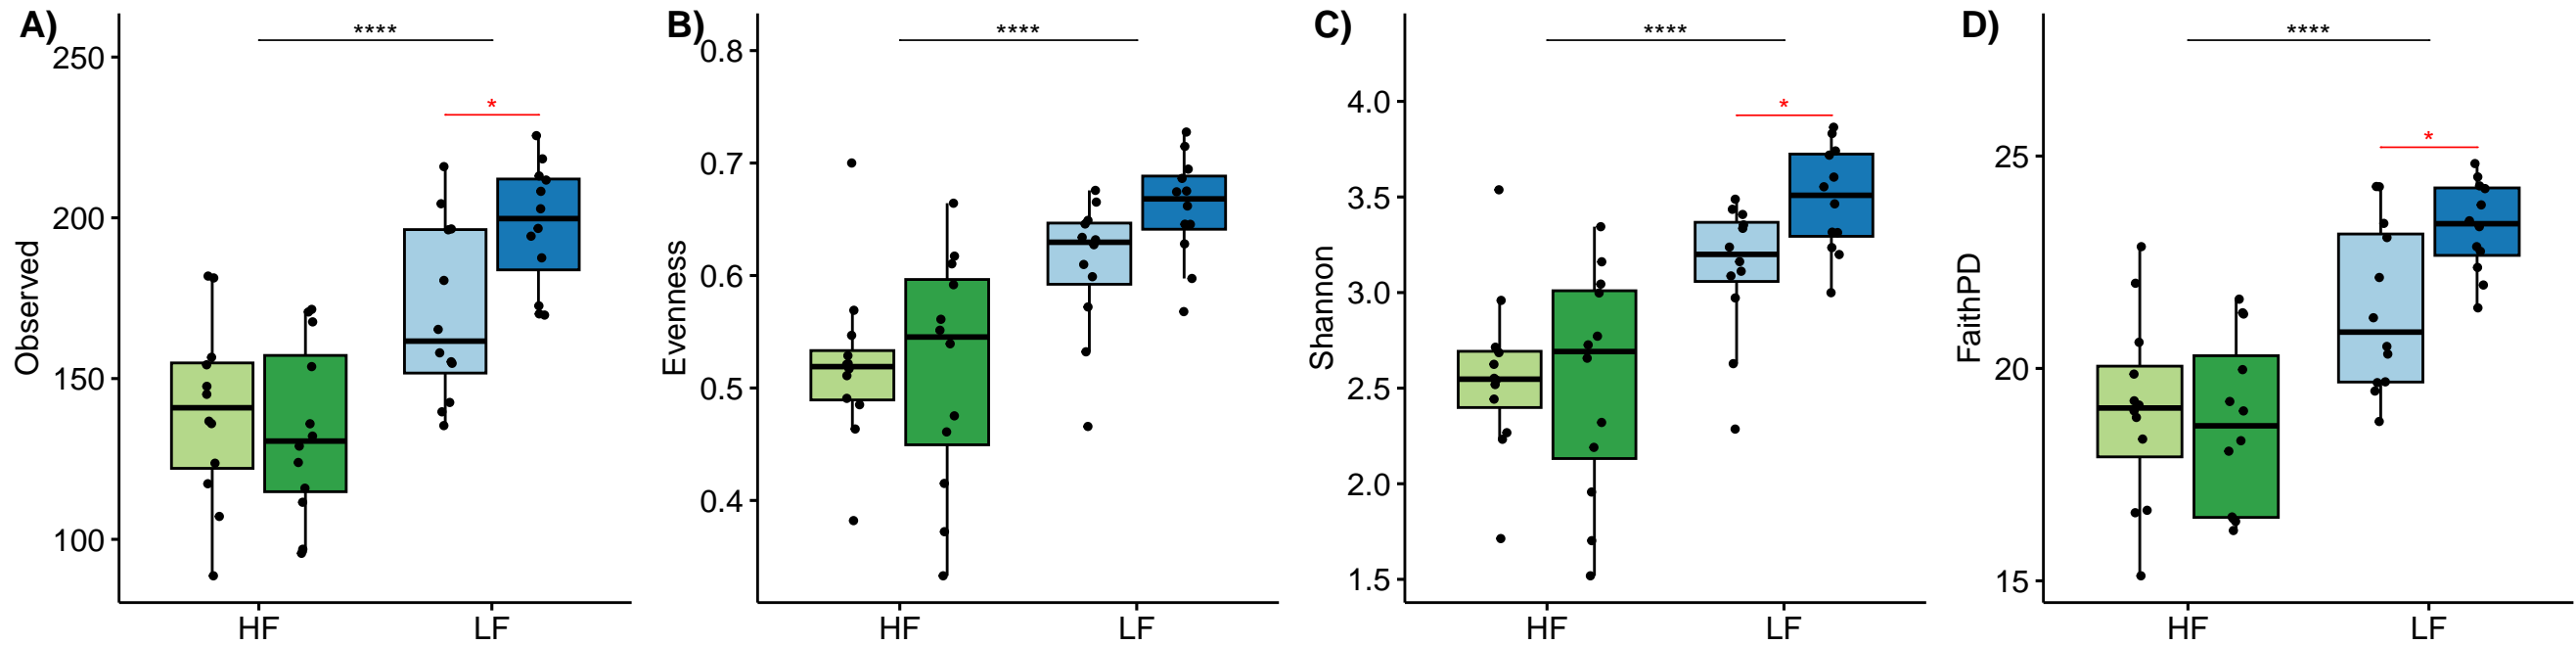 A)
****
250
*
200
150
100
Observed
HF
LF
B)
****
0.8
0.7
0.6
0.5
0.4
Evenness
HF
LF
C)
****
4.0
*
3.5
3.0
2.5
2.0
1.5
Shannon
HF
LF
D)
****
25
*
20
15
FaithPD
HF
LF